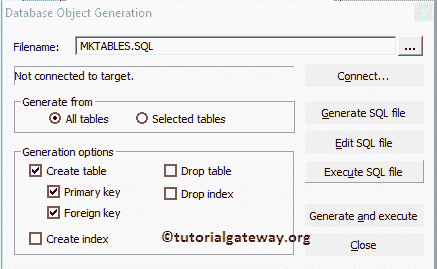 Database Object Generation
Filename: MKTABLES.SQL ...
Not connected to target. Connect...
Generate from
All tables Selected tables
Generate SQL file
Edit SQL file
Generation options
Create table Drop table
Execute SQL file
Primary key Drop index
Foreign key
Generate and execute
©tutorialgateway.org
Create index
Close